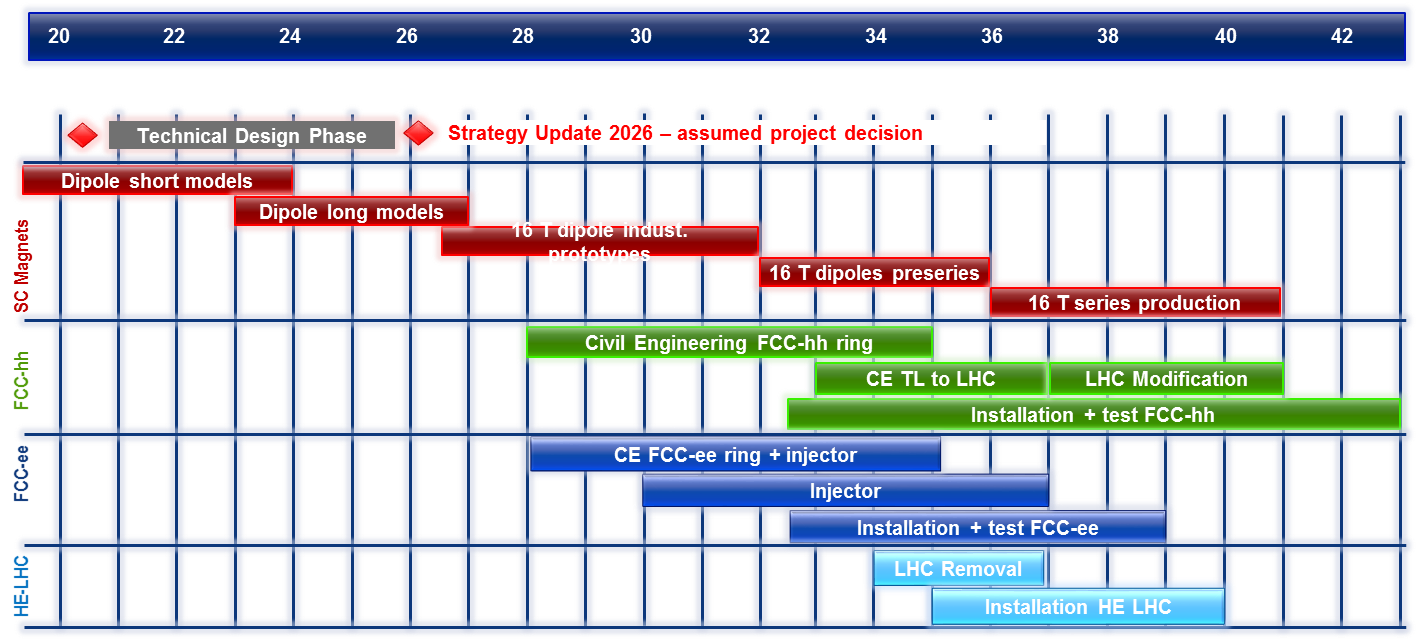 20 22 24 26 28 30 32 34 36 38 40 42
Technical Design Phase
Strategy Update 2026 – assumed project decision
SC Magnets
Dipole short models
Dipole long models
16 T dipole indust.
prototypes
16 T dipoles preseries
16 T series production
FCC-hh
Civil Engineering FCC-hh ring
CE TL to LHC
LHC Modification
Installation + test FCC-hh
FCC-ee
CE FCC-ee ring + injector
Injector
Installation + test FCC-ee
HE-LHC
LHC Removal
Installation HE LHC